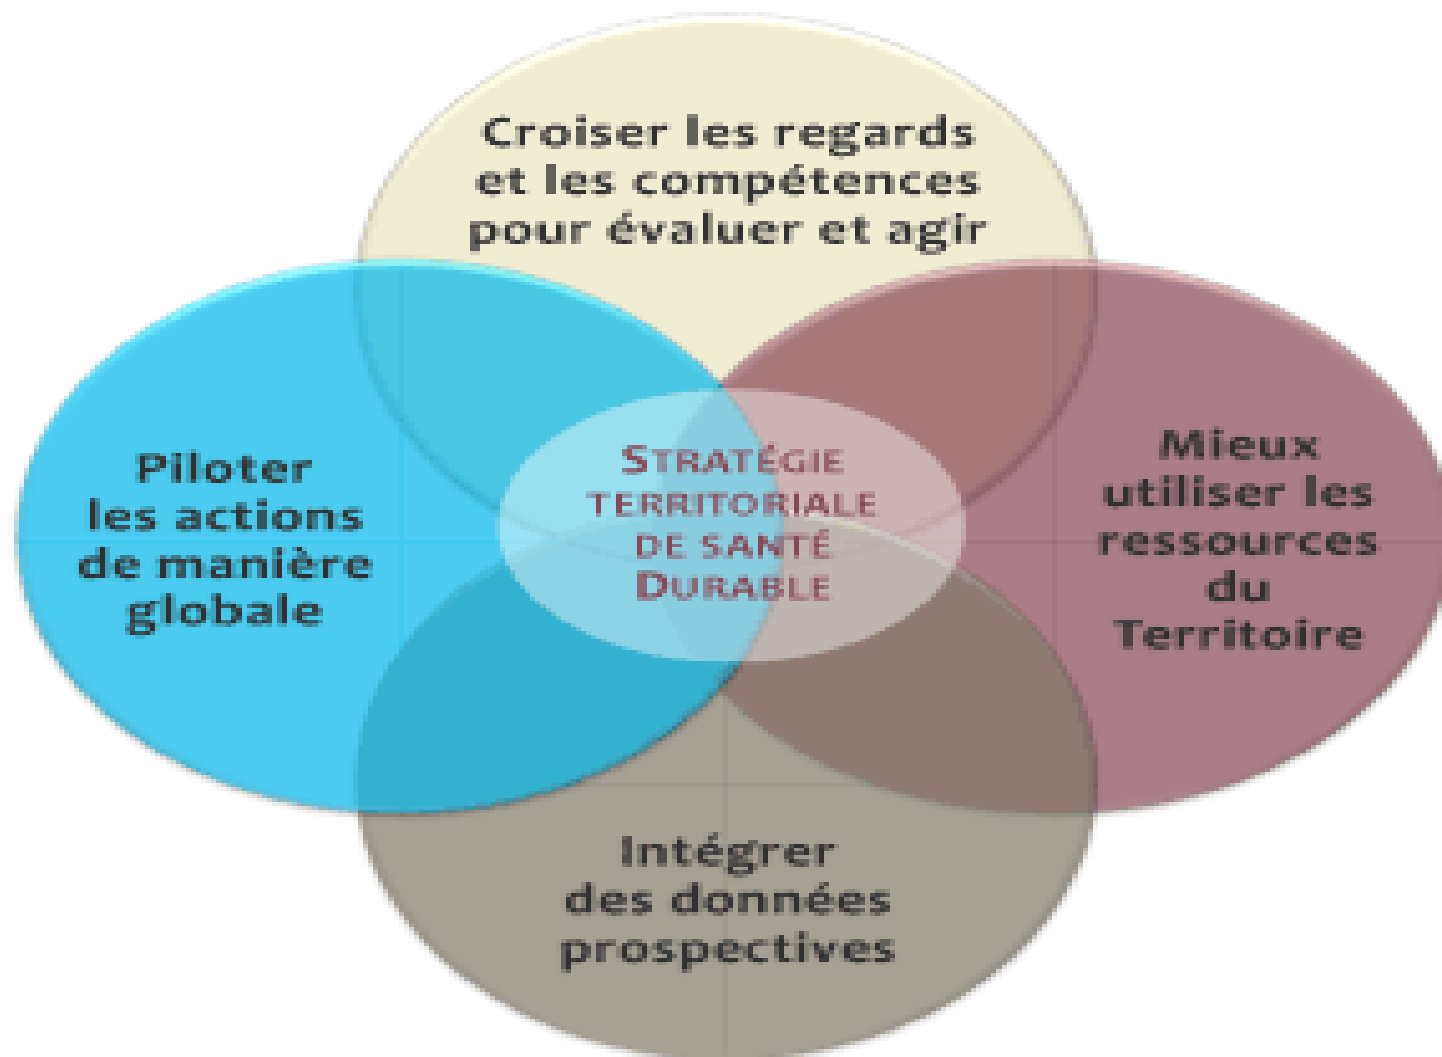 Croiser les regards
et les compétences
pour évaluer et agir
Piloter
les actions
de manière
globale
STRATÉGIE
TERRITORIALE
DE SANTÉ
DURABLE
Mieux
utiliser les
ressources
du
Territoire
Intégrer
des données
prospectives